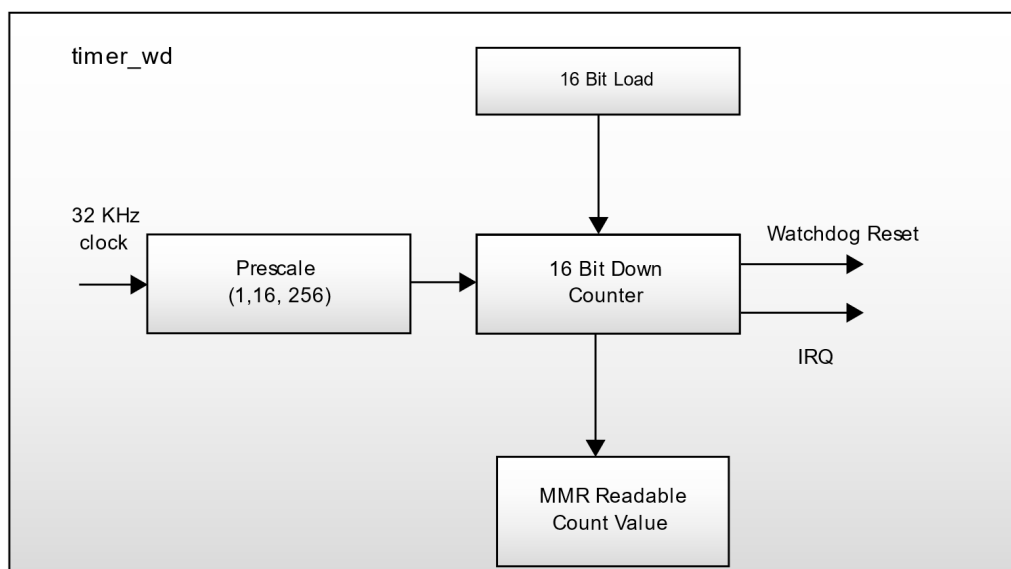 timer_wd
16 Bit Load
32 KHz
clock
Prescale
(1,16, 256)
16 Bit Down
Counter
Watchdog Reset
IRQ
MMR Readable
Count Value